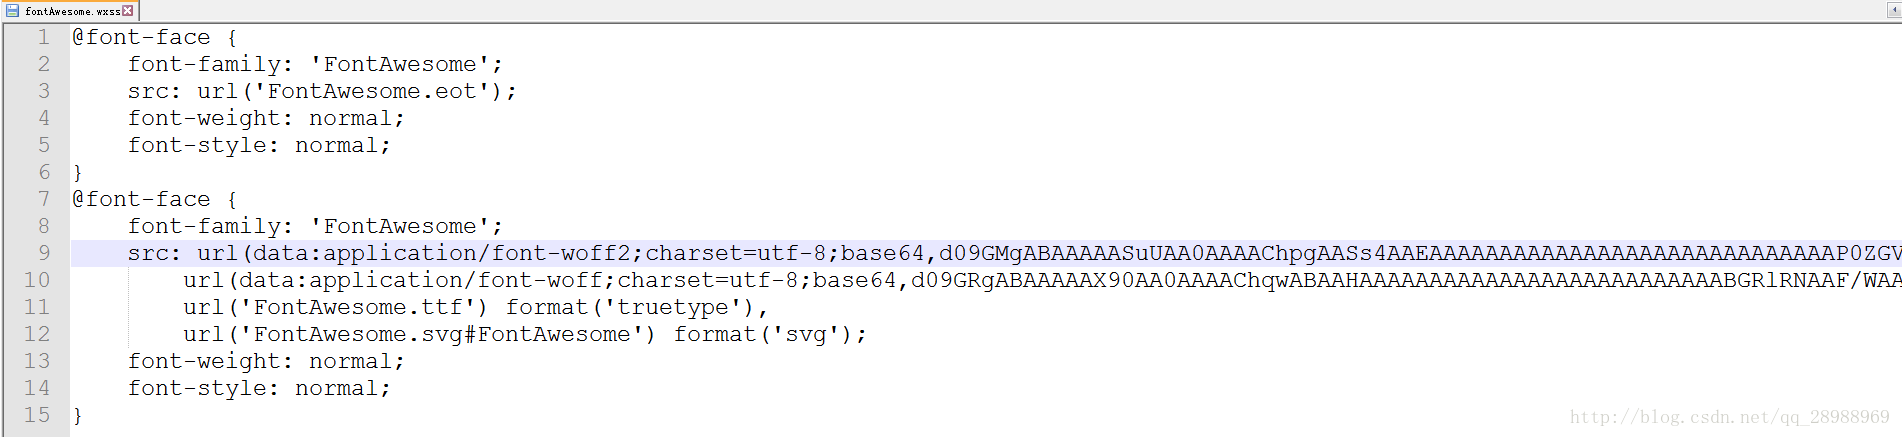 fontAwesome.wxss
1 @font-face {
2 font-family: 'FontAwesome';
3 src: url('FontAwesome.eot');
4 font-weight: normal;
5 font-style: normal;
6 }
7 @font-face {
8 font-family: 'FontAwesome';
9 src: url(data:application/font-woff2;charset=utf-8;base64,d09GMgABAAAAASuUAA0AAAAChpgAASs4AAEAAAAAAAAAAAAAAAAAAAAAAAAAAAAAP0ZGV
10 url(data:application/font-woff;charset=utf-8;base64,d09GRgABAAAAAX90AA0AAAAChqwABAAHAAAAAAAAAAAAAAAAAAAAAAAAAABGRlRNAAF/WAA
11 url('FontAwesome.ttf') format('truetype'),
12 url('FontAwesome.svg#FontAwesome') format('svg');
13 font-weight: normal;
14 font-style: normal;
15 }
http://blog.csdn.net/qq_28988969